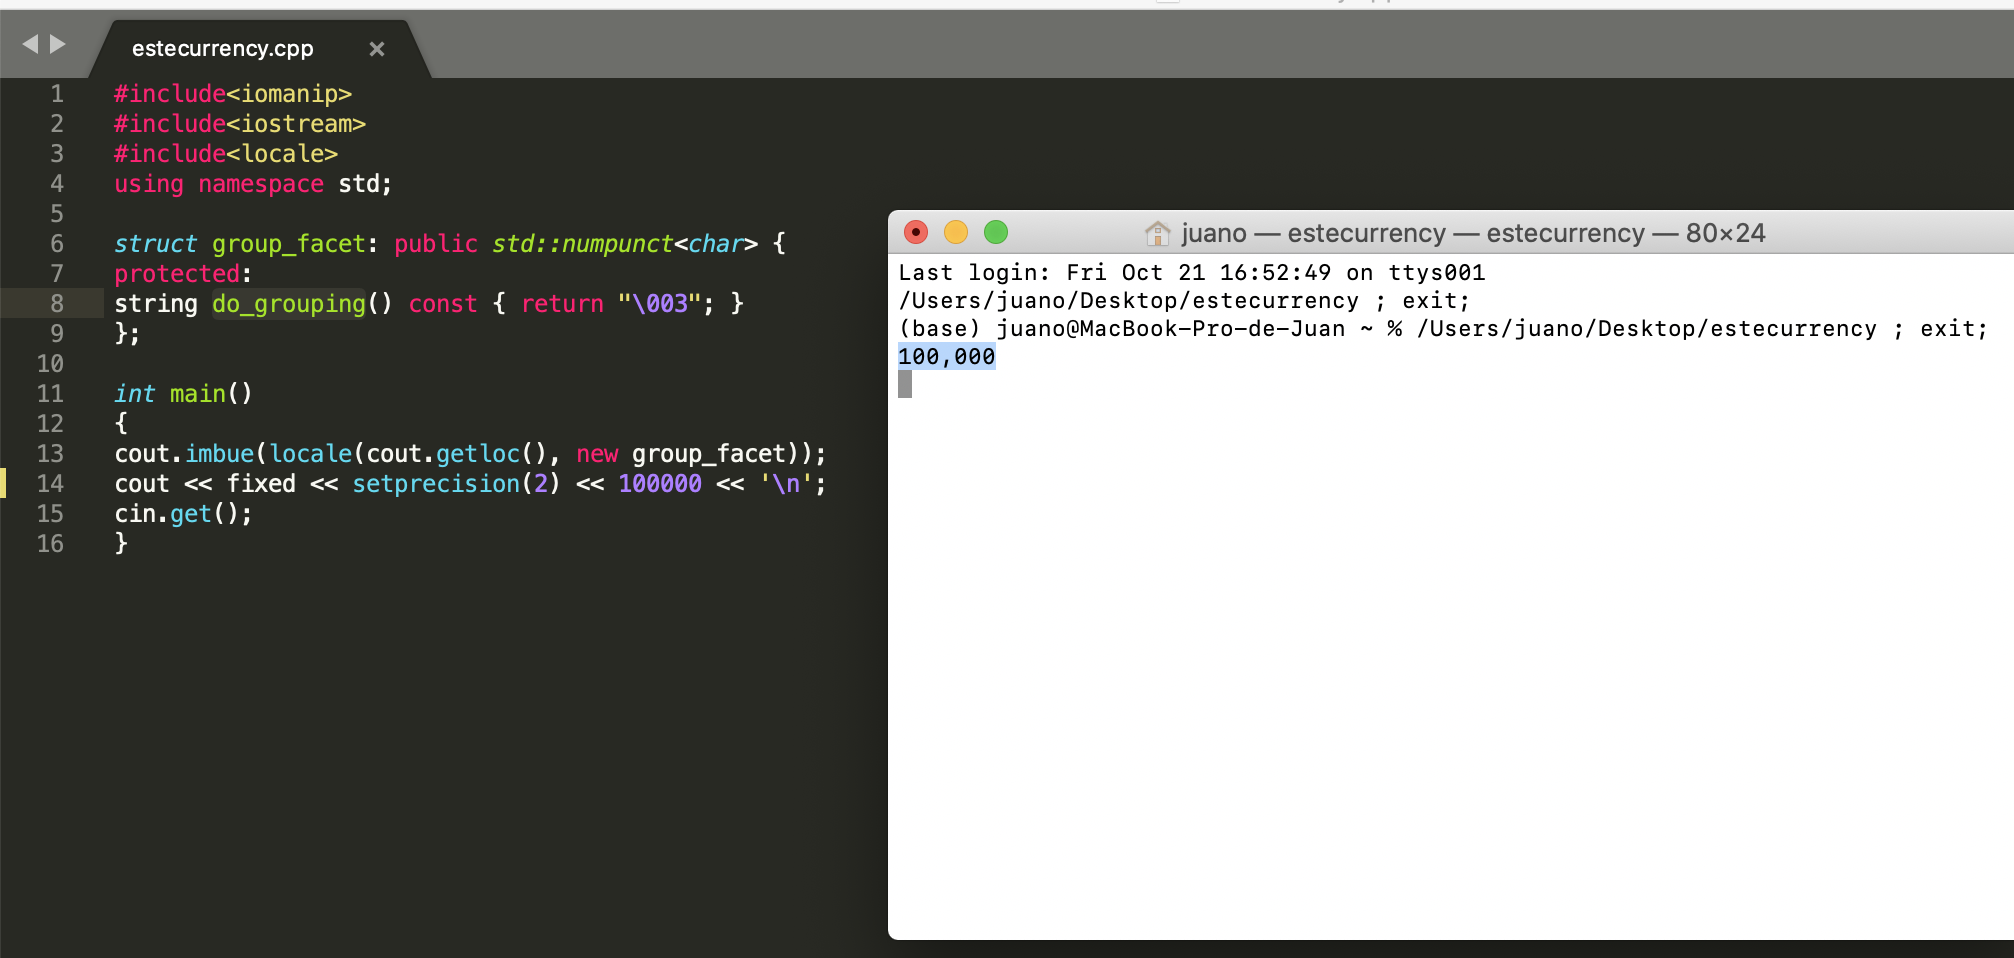 estecurrency.cpp ×
1 #include<iomanip>
2 #include<iostream>
3 #include<locale>
4 using namespace std;
5
6 struct group_facet: public std::numpunct<char> {
7 protected:
8 string do_grouping() const { return "\003"; }
9 };
10
11 int main()
12 {
13 cout.imbue(locale(cout.getloc(), new group_facet));
14 cout << fixed << setprecision(2) << 100000 << '\n';
15 cin.get();
16 }
juano — estecurrency — estecurrency — 80×24
Last login: Fri Oct 21 16:52:49 on ttys001
/Users/juano/Desktop/estecurrency ; exit;
(base) juano@MacBook-Pro-de-Juan ~ % /Users/juano/Desktop/estecurrency ; exit;
100,000